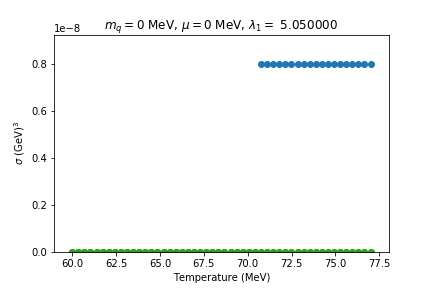 $m_q = 0$ MeV, $\mu = 0$ MeV, $\lambda_1 =$ 5.050000
1e−8
0.8
0.6
0.4
0.2
0.0
σ (GeV)³
60.0 62.5 65.0 67.5 70.0 72.5 75.0 77.5
Temperature (MeV)